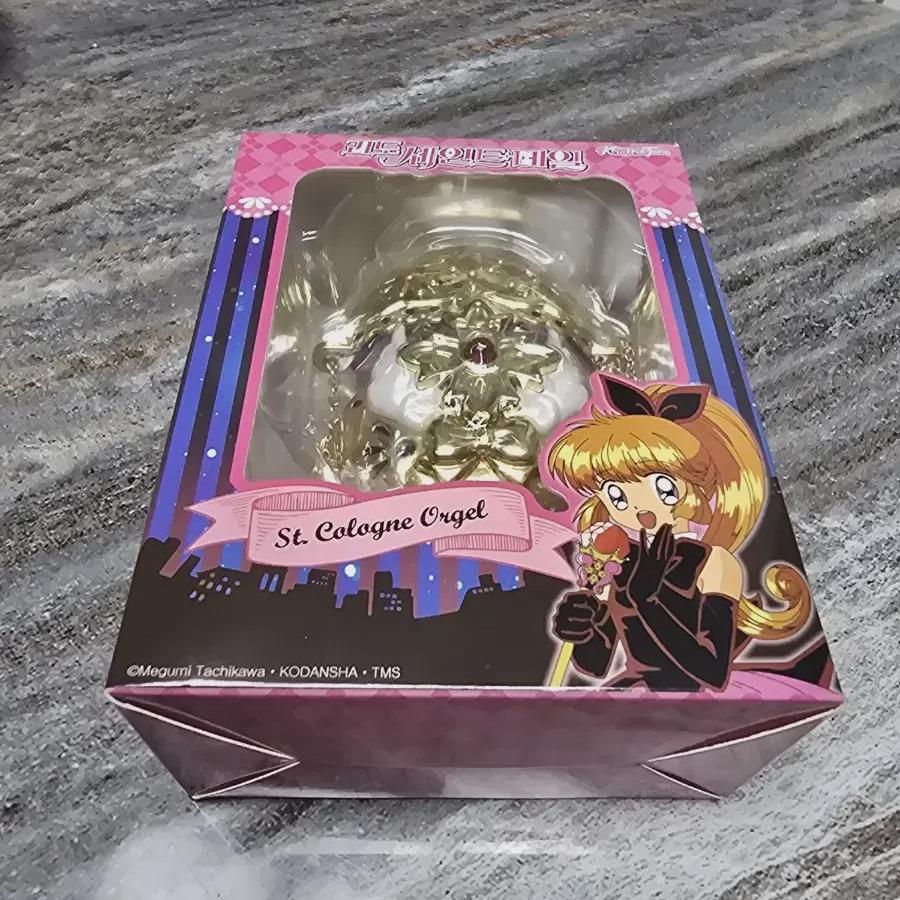 괴도 세인트 테일
St. Cologne Orgel
©Megumi Tachikawa・KODANSHA・TMS